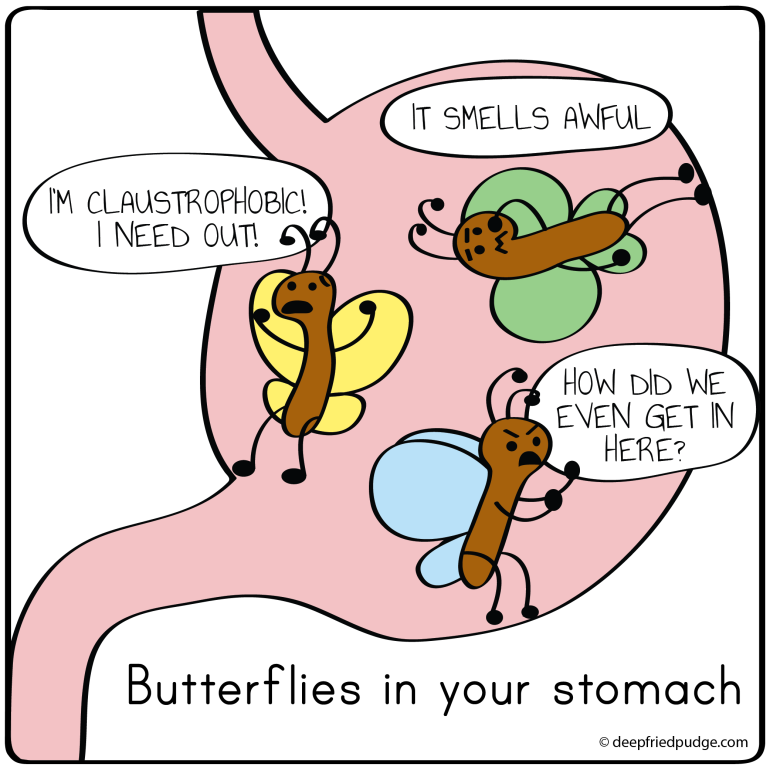 IT SMELLS AWFUL
I'M CLAUSTROPHOBIC!
I NEED OUT!
HOW DID WE
EVEN GET IN
HERE?
Butterflies in your stomach
© deepfriedpudge.com